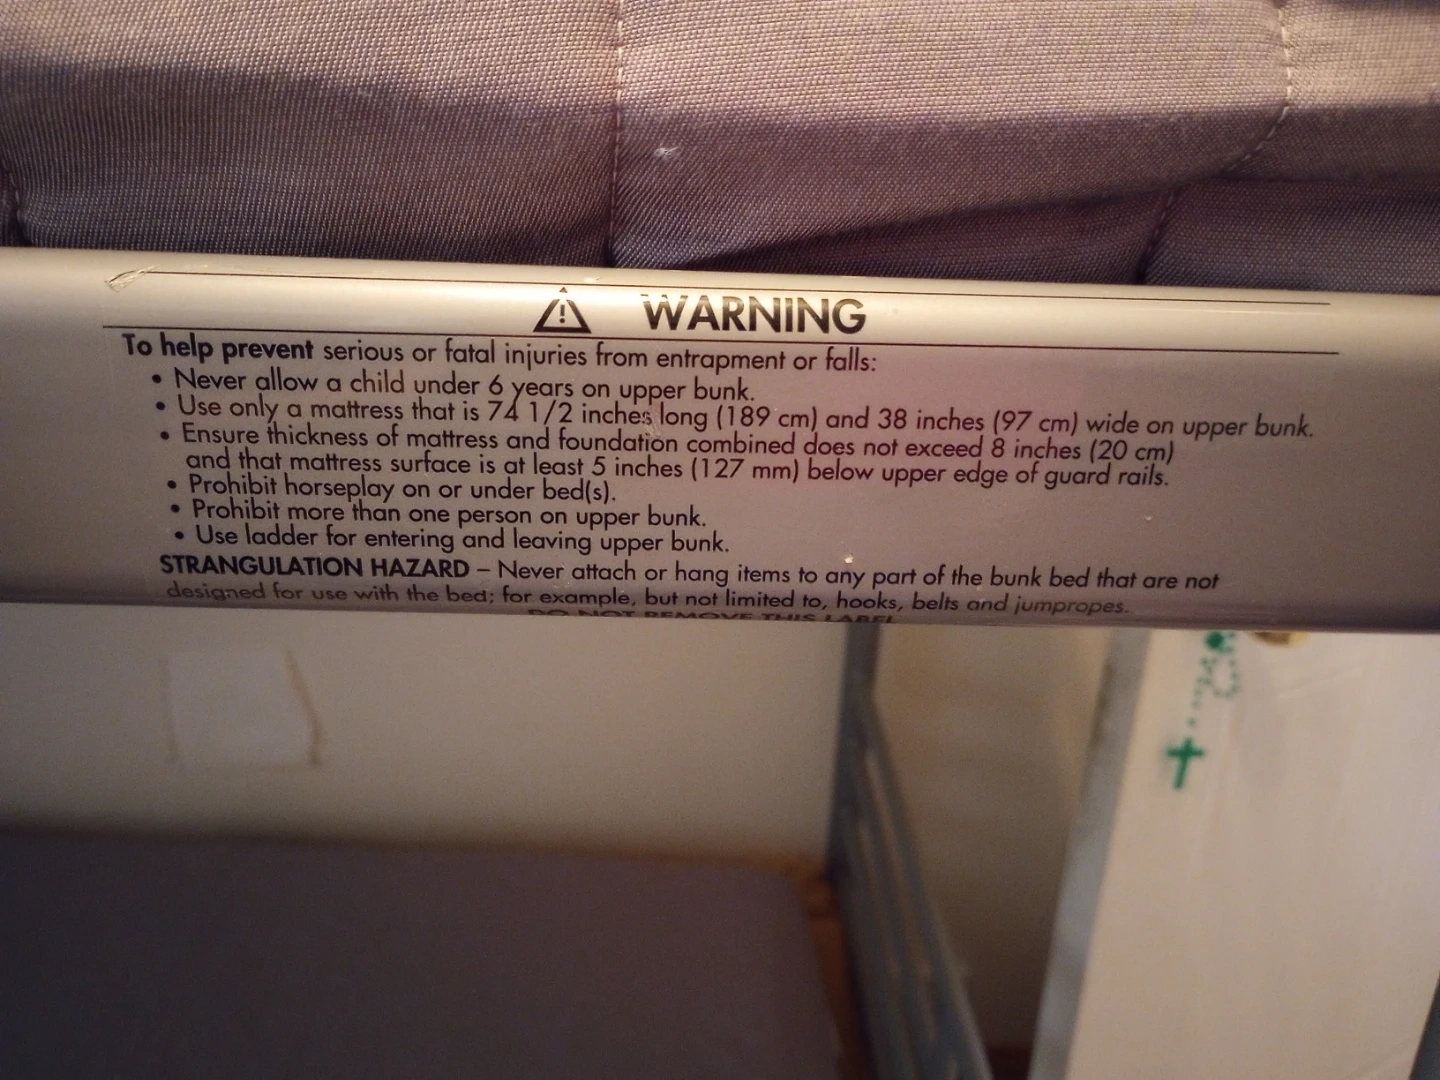 WARNING
To help prevent serious or fatal injuries from entrapment or falls:
• Never allow a child under 6 years on upper bunk.
• Use only a mattress that is 74 1/2 inches long (189 cm) and 38 inches (97 cm) wide on upper bunk.
• Ensure thickness of mattress and foundation combined does not exceed 8 inches (20 cm)
and that mattress surface is at least 5 inches (127 mm) below upper edge of guard rails.
• Prohibit horseplay on or under bed(s).
• Prohibit more than one person on upper bunk.
• Use ladder for entering and leaving upper bunk.
STRANGULATION HAZARD – Never attach or hang items to any part of the bunk bed that are not
designed for use with the bed; for example, but not limited to, hooks, belts and jumpropes.
DO NOT REMOVE THIS LABEL